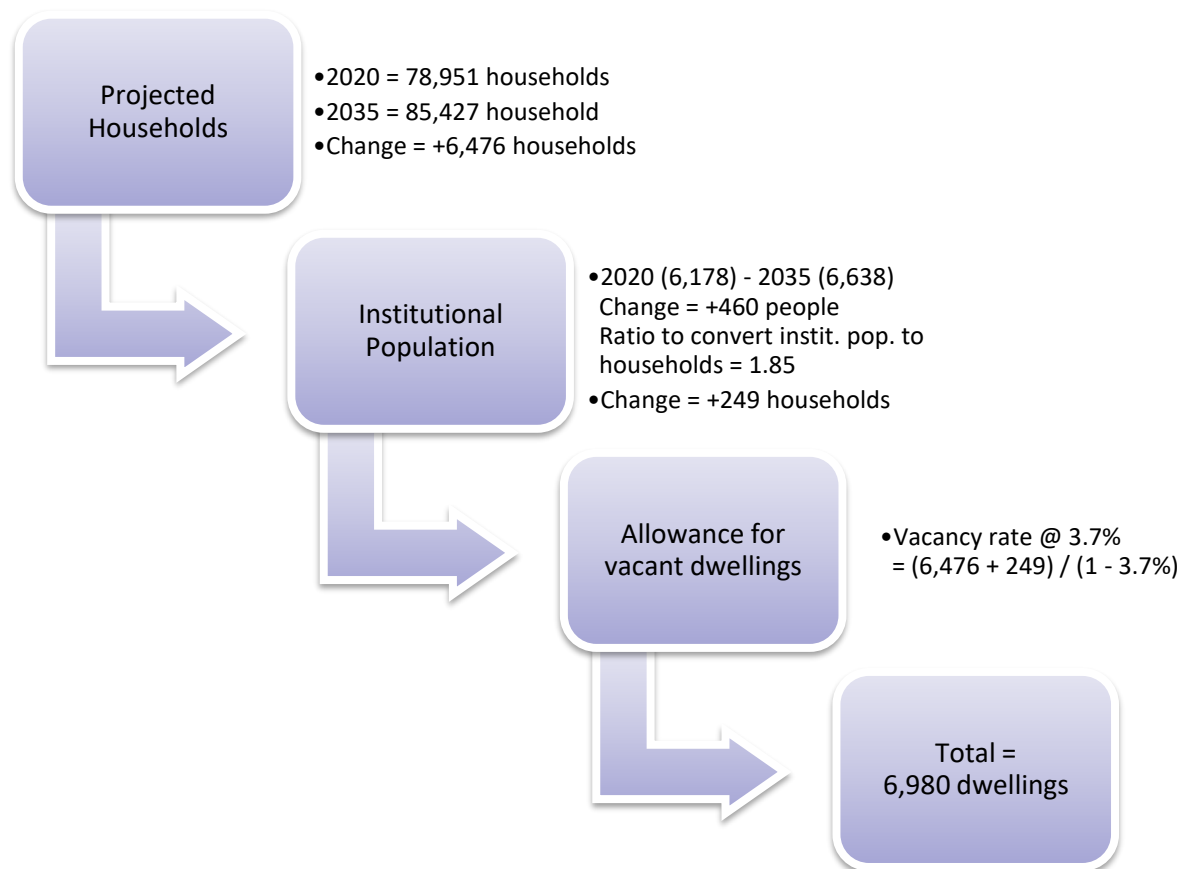 Projected
Households
•2020 = 78,951 households
•2035 = 85,427 household
•Change = +6,476 households
Institutional
Population
•2020 (6,178) - 2035 (6,638)
Change = +460 people
Ratio to convert instit. pop. to
households = 1.85
•Change = +249 households
Allowance for
vacant dwellings
•Vacancy rate @ 3.7%
= (6,476 + 249) / (1 - 3.7%)
Total =
6,980 dwellings